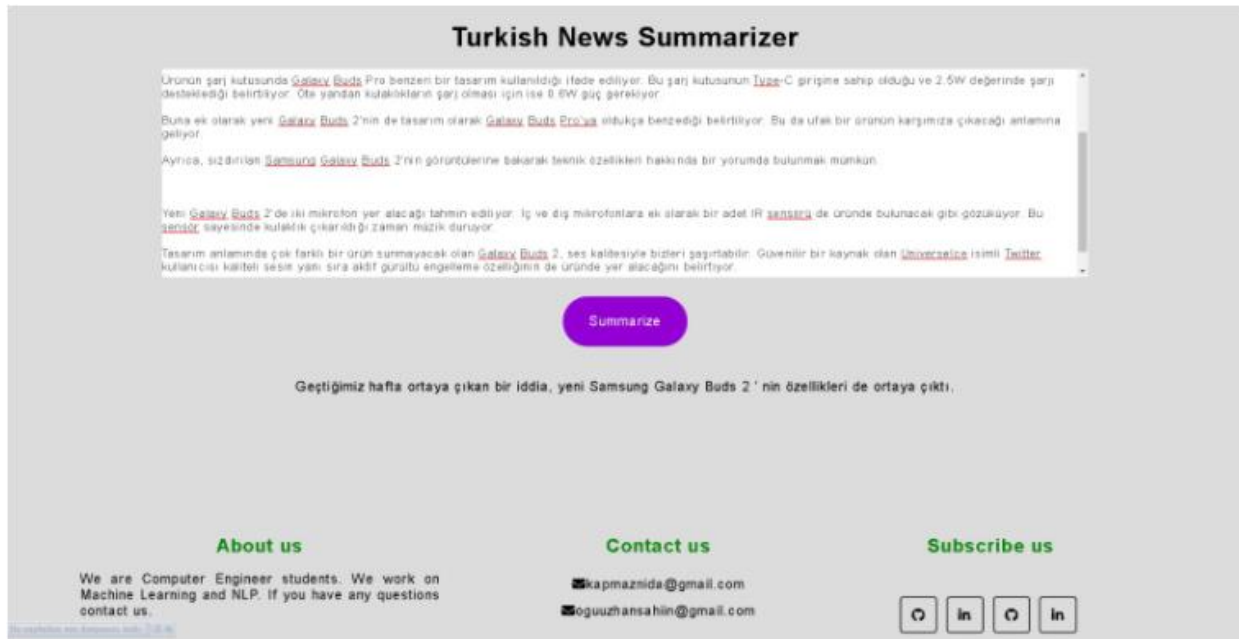 Turkish News Summarizer
Ürünün şarj kutusunda Galaxy Buds Pro benzeri bir tasarım kullanıldığı ifade ediliyor. Bu şarj kutusunun Type-C girişine sahip olduğu ve 2.5W değerinde şarjı
desteklediği belirtiliyor. Öte yandan kulaklıkların şarj olması için ise 0.6W güç gerekiyor.
Buna ek olarak yeni Galaxy Buds 2'nin de tasarım olarak Galaxy Buds Pro'ya oldukça benzediği belirtiliyor. Bu da ufak bir ürünün karşımıza çıkacağı anlamına
geliyor.
Ayrıca, sızdırılan Samsung Galaxy Buds 2'nin görüntülerine bakarak teknik özellikleri hakkında bir yorumda bulunmak mümkün.
Yeni Galaxy Buds 2'de iki mikrofon yer alacağı tahmin ediliyor. İç ve dış mikrofonlara ek olarak bir adet IR sensörü de üründe bulunacak gibi gözüküyor. Bu
sensör sayesinde kulaklık çıkarıldığı zaman müzik duruyor.
Tasarım anlamında çok farklı bir ürün sunmayacak olan Galaxy Buds 2, ses kalitesiyle bizleri şaşırtabilir. Güvenilir bir kaynak olan UniverseIce isimli Twitter
kullanıcısı kaliteli sesin yanı sıra aktif gürültü engelleme özelliğinin de üründe yer alacağını belirtiyor.
Summarize
Geçtiğimiz hafta ortaya çıkan bir iddia, yeni Samsung Galaxy Buds 2 ' nin özellikleri de ortaya çıktı.
About us
We are Computer Engineer students. We work on
Machine Learning and NLP. If you have any questions
contact us.
Contact us
kapmaznida@gmail.com
oguuzhansahiin@gmail.com
Subscribe us
in in